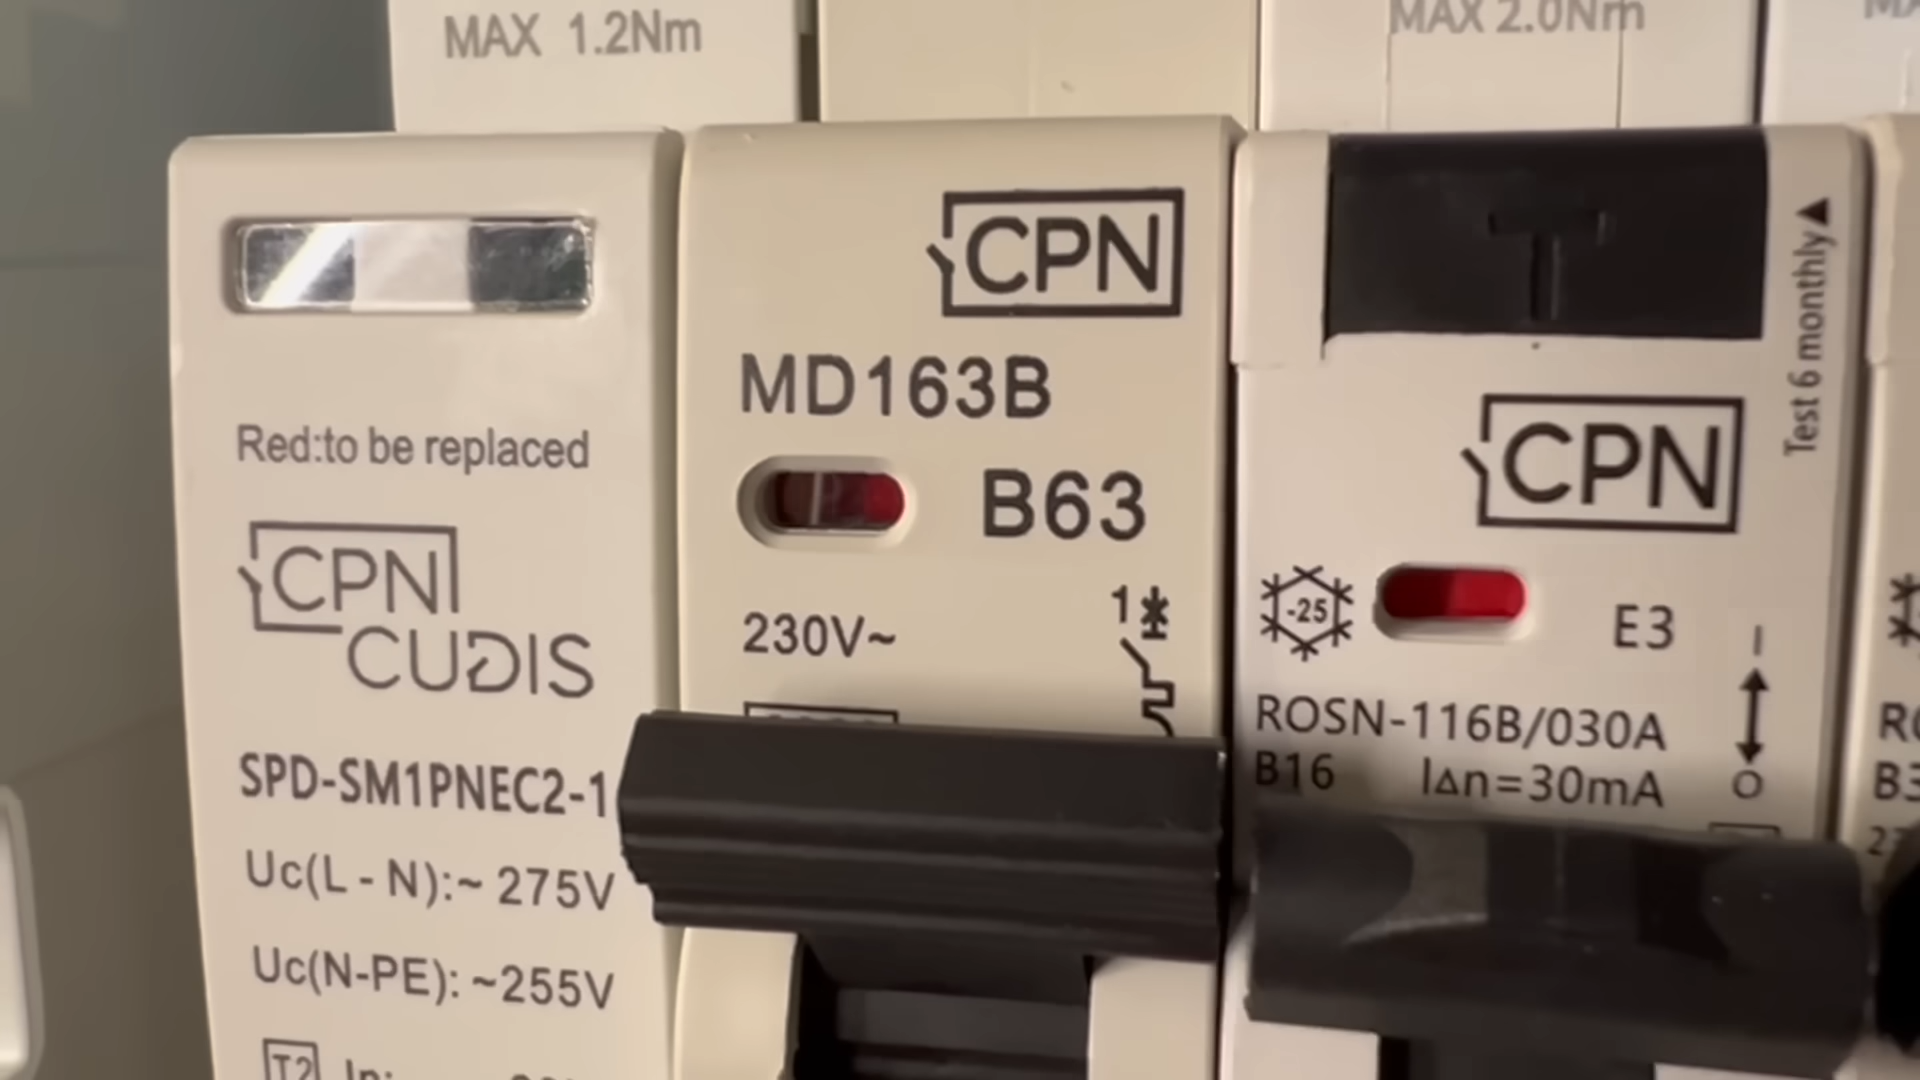 MAX 1.2Nm
MAX 2.0Nm
Red:to be replaced
CPN
CUDIS
SPD-SM1PNEC2-1
Uc(L - N):~ 275V
Uc(N-PE): ~255V
T2 In:
CPN
MD163B
B63
230V~
1
T
Test 6 monthly▲
CPN
-25
E3
ROSN-116B/030A
B16 I∆n=30mA